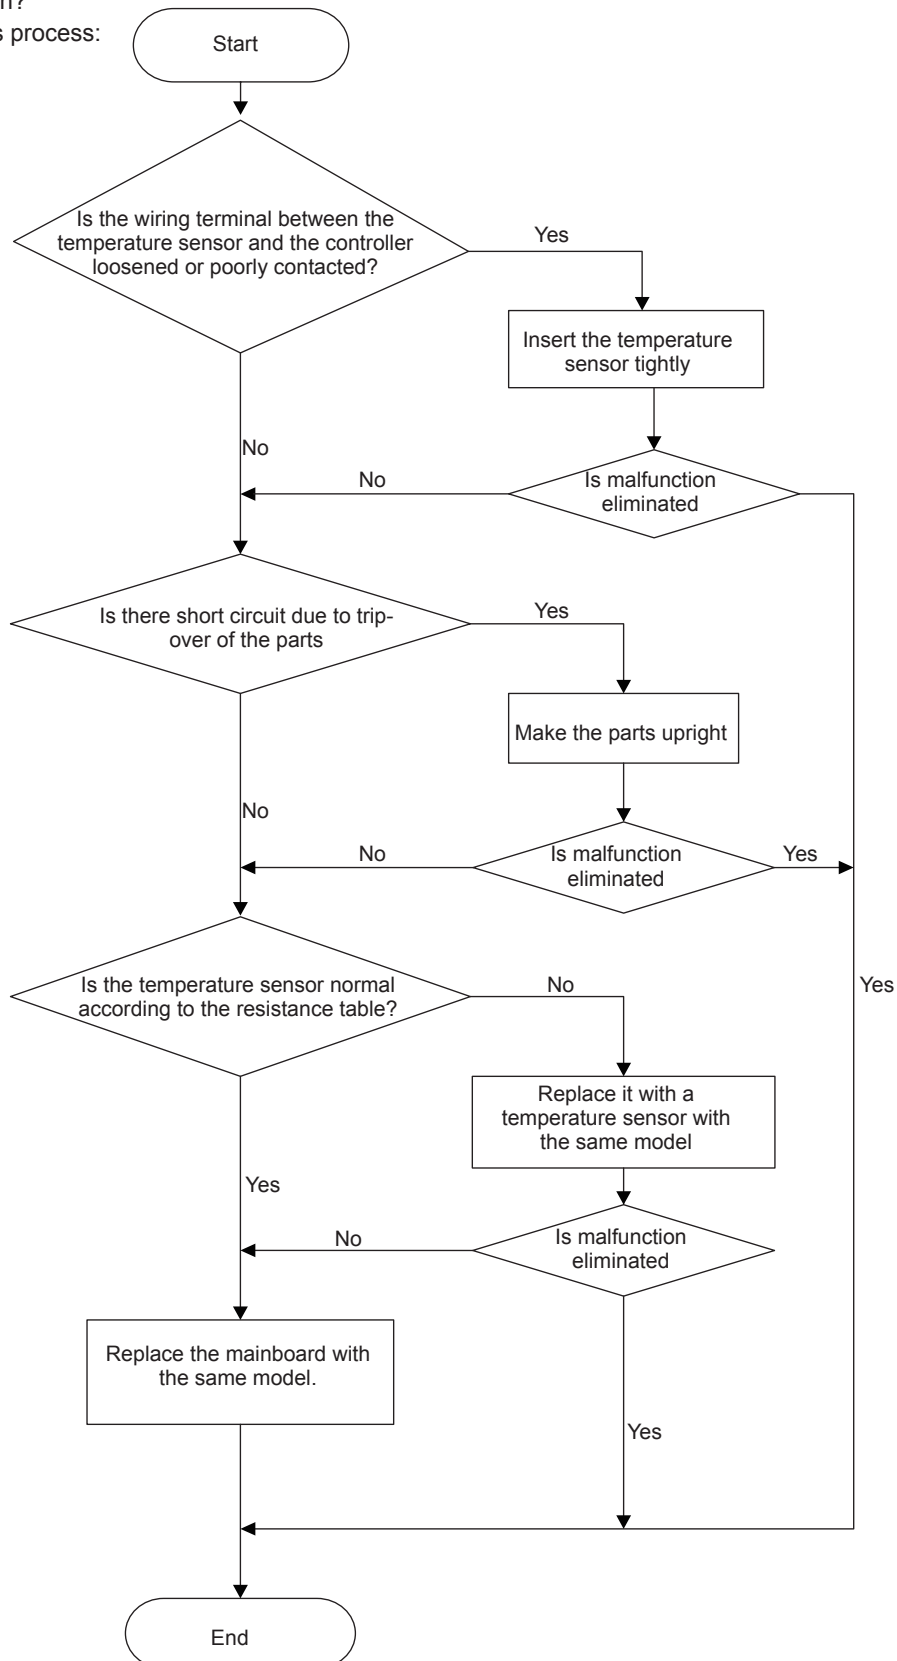 s process:
Start
Is the wiring terminal between the
temperature sensor and the controller
loosened or poorly contacted?
Yes
Insert the temperature
sensor tightly
No
No
Is malfunction
eliminated
Is there short circuit due to trip-
over of the parts
Yes
Make the parts upright
No
No
Is malfunction
eliminated
Yes
Yes
Is the temperature sensor normal
according to the resistance table?
No
Replace it with a
temperature sensor with
the same model
Yes
No
Is malfunction
eliminated
Replace the mainboard with
the same model.
Yes
End